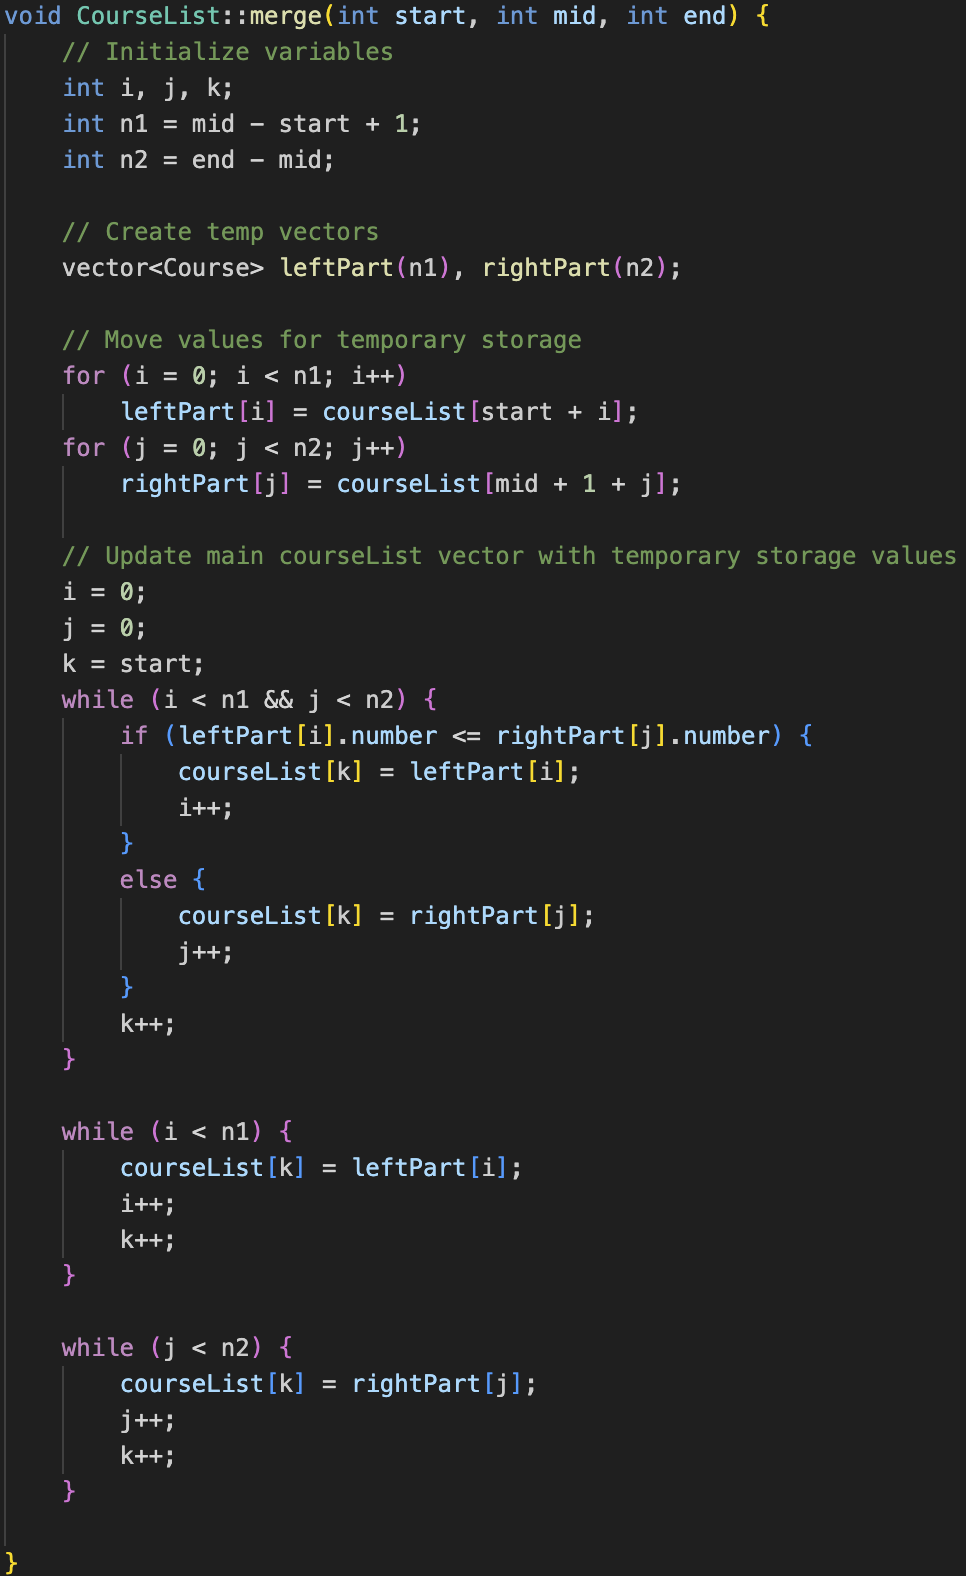 void CourseList::merge(int start, int mid, int end) {
    // Initialize variables
    int i, j, k;
    int n1 = mid - start + 1;
    int n2 = end - mid;

    // Create temp vectors
    vector<Course> leftPart(n1), rightPart(n2);

    // Move values for temporary storage
    for (i = 0; i < n1; i++)
        leftPart[i] = courseList[start + i];
    for (j = 0; j < n2; j++)
        rightPart[j] = courseList[mid + 1 + j];

    // Update main courseList vector with temporary storage values
    i = 0;
    j = 0;
    k = start;
    while (i < n1 && j < n2) {
        if (leftPart[i].number <= rightPart[j].number) {
            courseList[k] = leftPart[i];
            i++;
        }
        else {
            courseList[k] = rightPart[j];
            j++;
        }
        k++;
    }

    while (i < n1) {
        courseList[k] = leftPart[i];
        i++;
        k++;
    }

    while (j < n2) {
        courseList[k] = rightPart[j];
        j++;
        k++;
    }

}